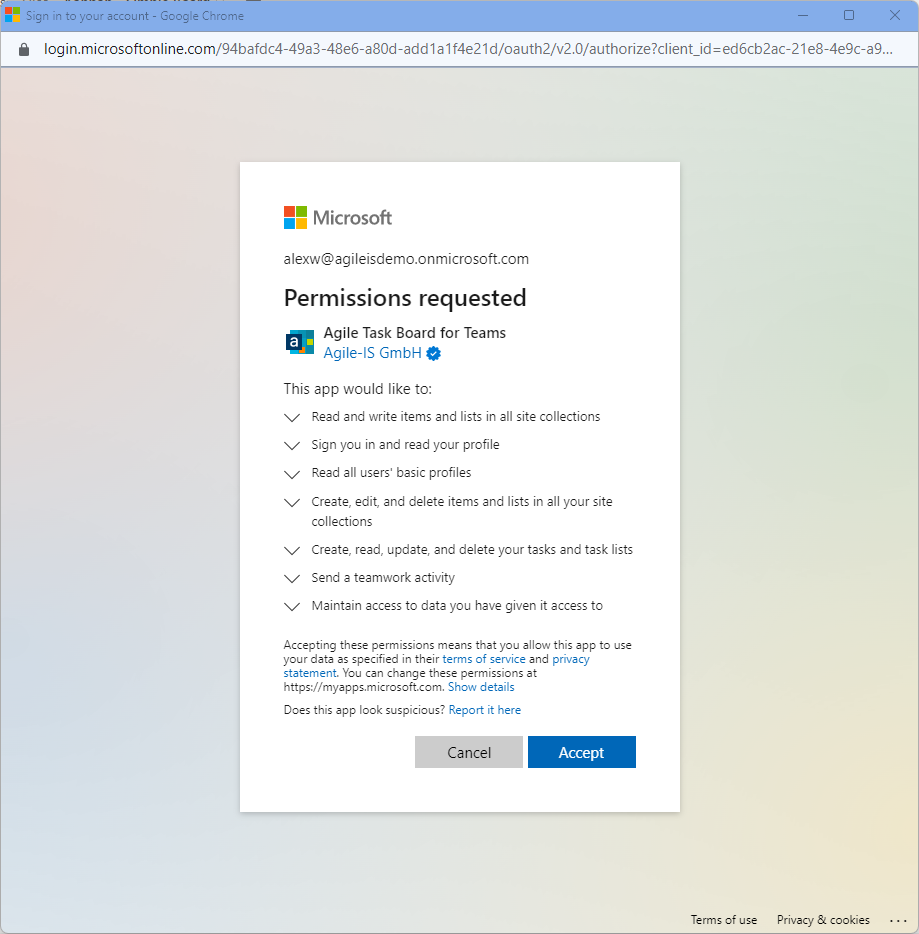 Sign in to your account - Google Chrome
login.microsoftonline.com/94bafdc4-49a3-48e6-a80d-add1a1f4e21d/oauth2/v2.0/authorize?client_id=ed6cb2ac-21e8-4e9c-a9...
Microsoft
alexw@agileisdemo.onmicrosoft.com
Permissions requested
a
Agile Task Board for Teams
Agile-IS GmbH
This app would like to:
Read and write items and lists in all site collections
Sign you in and read your profile
Read all users' basic profiles
Create, edit, and delete items and lists in all your site
collections
Create, read, update, and delete your tasks and task lists
Send a teamwork activity
Maintain access to data you have given it access to
Accepting these permissions means that you allow this app to use
your data as specified in their terms of service and privacy
statement. You can change these permissions at
https://myapps.microsoft.com. Show details
Does this app look suspicious? Report it here
Cancel Accept
Terms of use Privacy & cookies ...